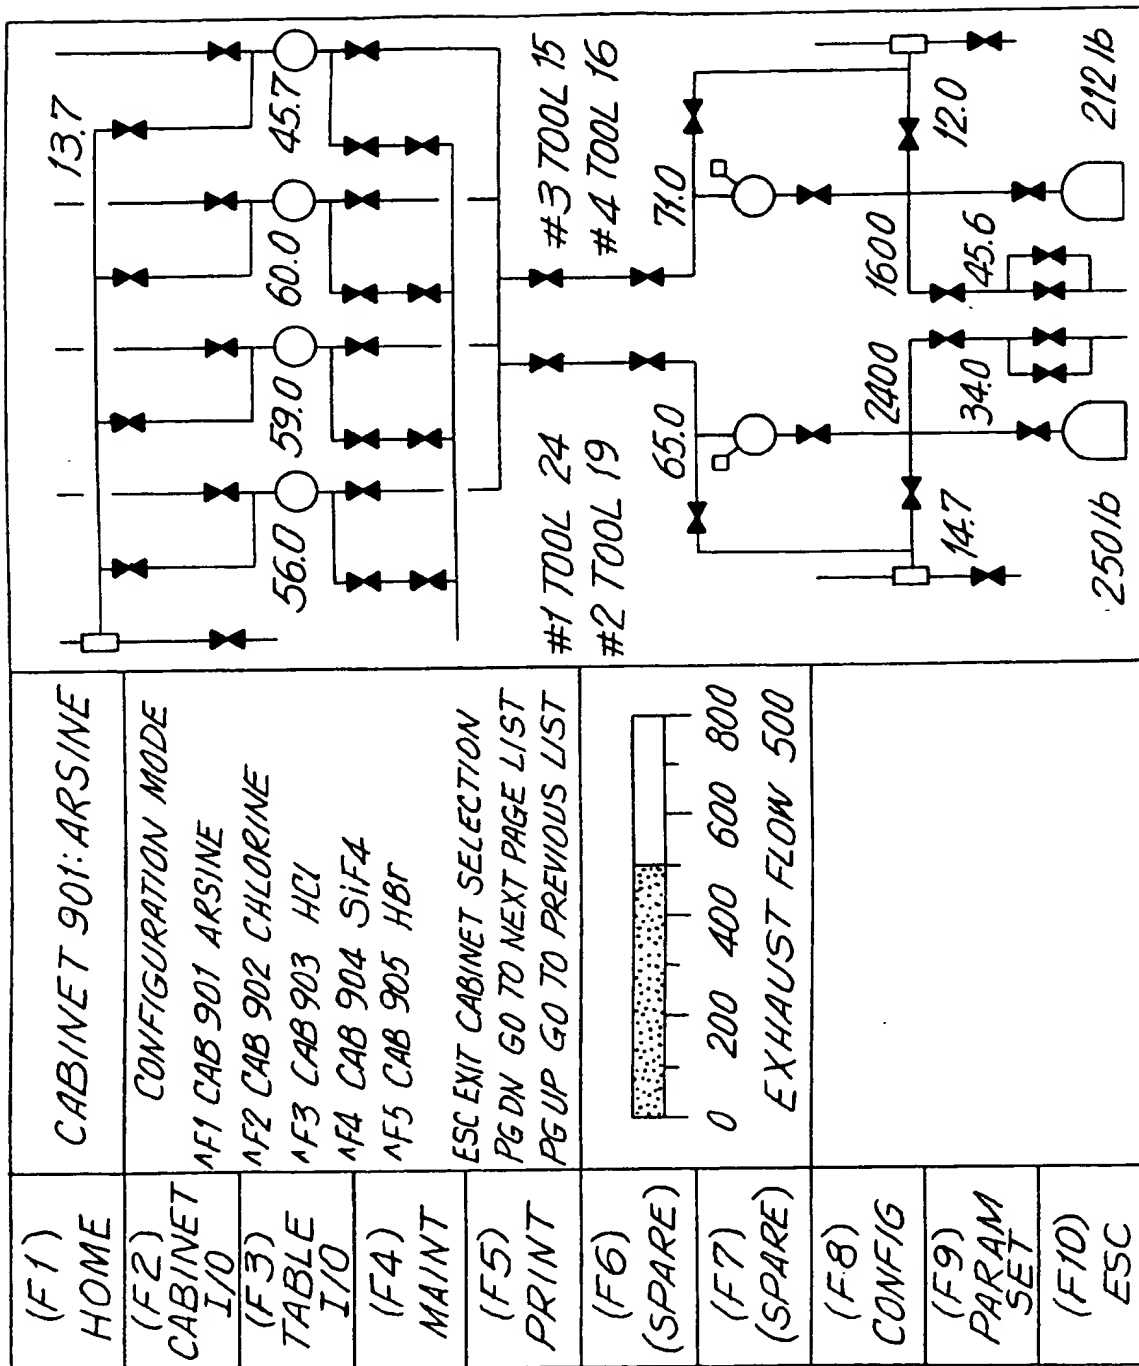 (F1)
HOME
(F2)
CABINET
I/O
(F3)
TABLE
I/O
(F4)
MAINT
(F5)
PRINT
(F6)
(SPARE)
(F7)
(SPARE)
(F8)
CONFIG
(F9)
PARAM
SET
(F10)
ESC
CABINET 901: ARSINE
CONFIGURATION MODE
^F1 CAB 901 ARSINE
^F2 CAB 902 CHLORINE
^F3 CAB 903 HCl
^F4 CAB 904 SiF4
^F5 CAB 905 HBr
ESC EXIT CABINET SELECTION
PG DN GO TO NEXT PAGE LIST
PG UP GO TO PREVIOUS LIST
0 200 400 600 800
EXHAUST FLOW 500
13.7
56.0 59.0 60.0 45.7
#1 TOOL 24
#2 TOOL 19
#3 TOOL 15
#4 TOOL 16
65.0 71.0
2400 1600
14.7 34.0 45.6 12.0
250 lb 212 lb